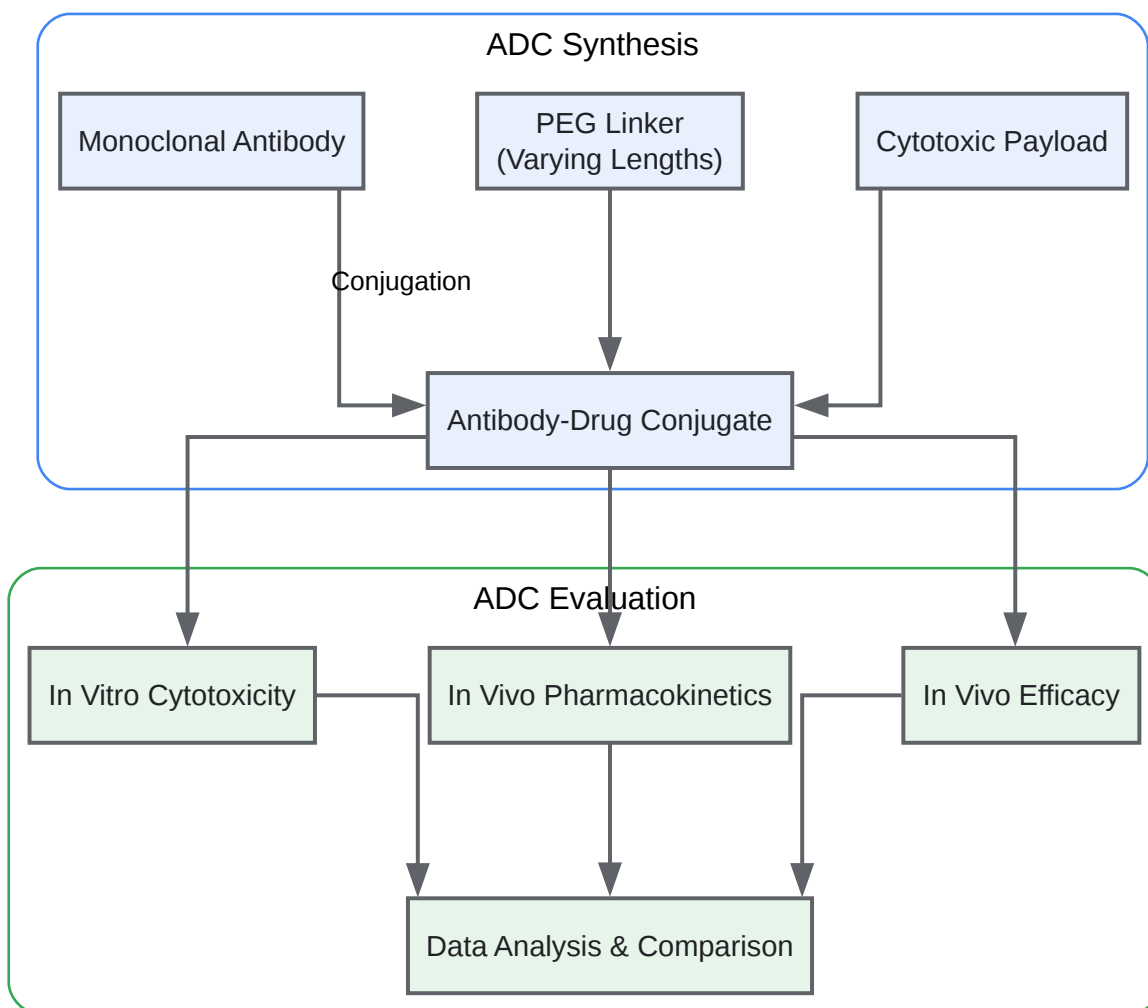 ADC Synthesis
Monoclonal Antibody
PEG Linker
(Varying Lengths)
Cytotoxic Payload
Conjugation
Antibody-Drug Conjugate
ADC Evaluation
In Vitro Cytotoxicity
In Vivo Pharmacokinetics
In Vivo Efficacy
Data Analysis & Comparison